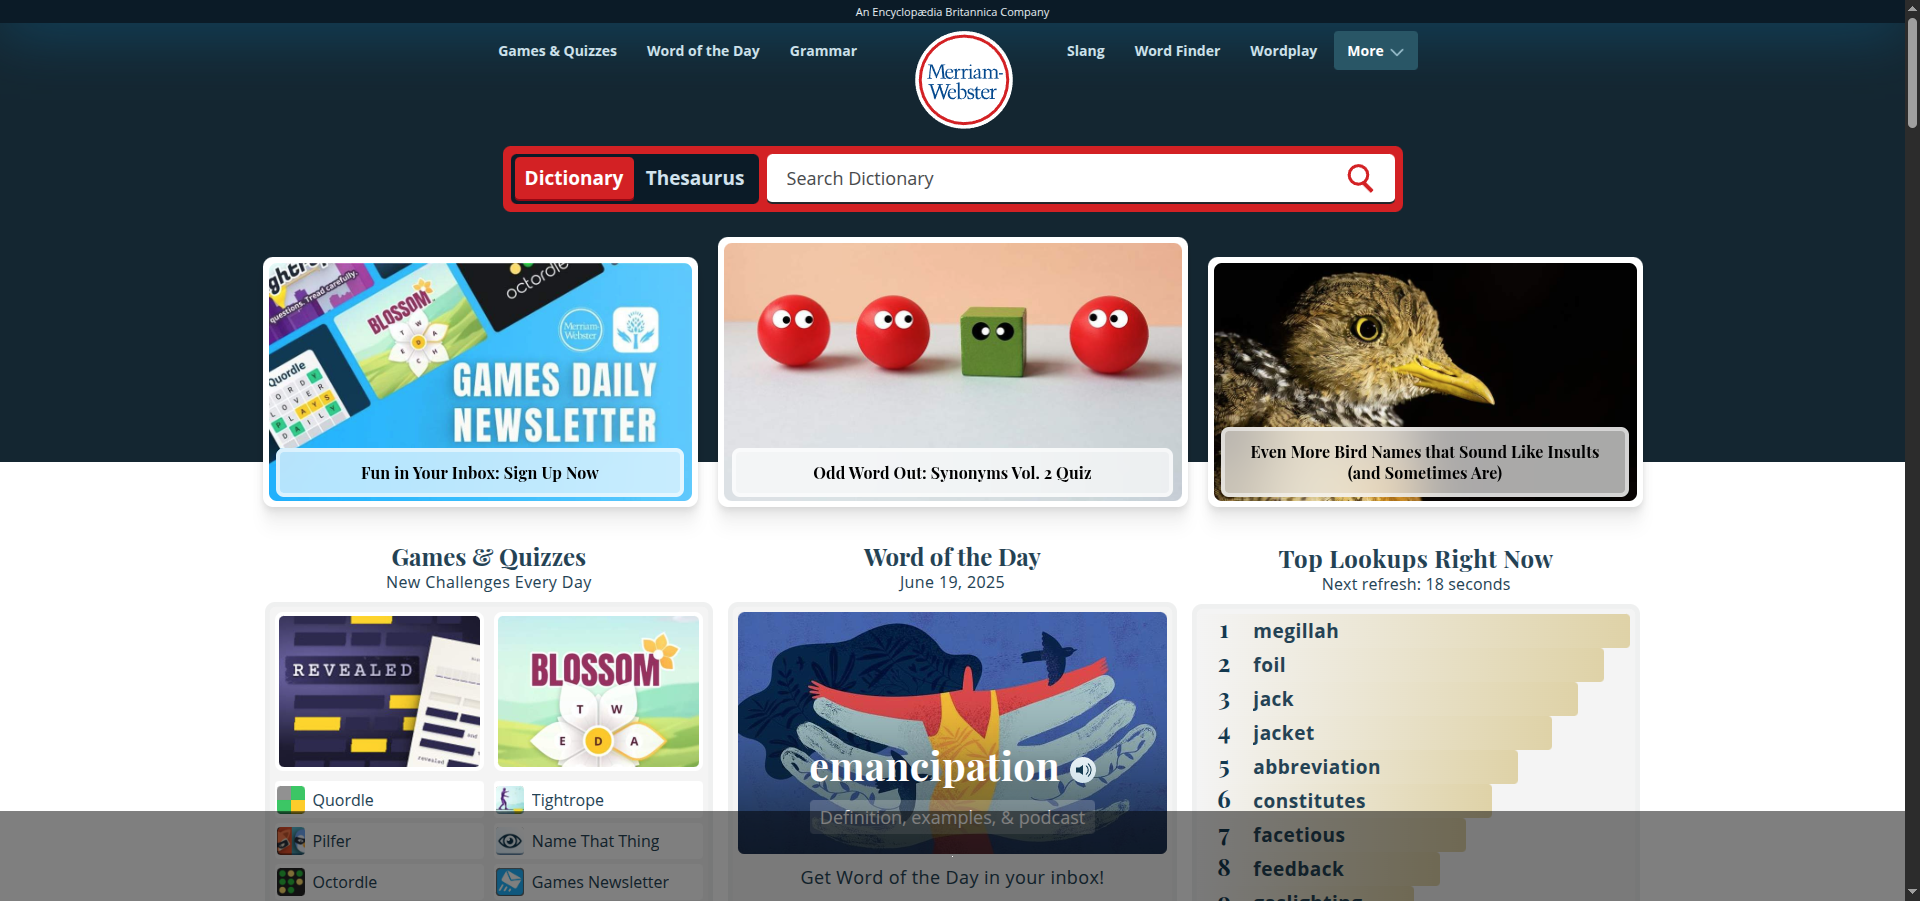 An Encyclopædia Britannica Company
Games & Quizzes
Word of the Day
Grammar
Merriam-
Webster
Slang
Word Finder
Wordplay
More
Dictionary
Thesaurus
Search Dictionary
questions. Tread carefully.
octordle
BLOSSOM
T W
E D A
E C H
Merriam-
Webster
Quordle
GAMES DAILY
NEWSLETTER
Fun in Your Inbox: Sign Up Now
Odd Word Out: Synonyms Vol. 2 Quiz
Even More Bird Names that Sound Like Insults
(and Sometimes Are)
Games & Quizzes
New Challenges Every Day
REVEALED
revealed
BLOSSOM
T W
E D A
Quordle
Tightrope
Pilfer
Name That Thing
Octordle
Games Newsletter
Word of the Day
June 19, 2025
emancipation
Definition, examples, & podcast
Get Word of the Day in your inbox!
Top Lookups Right Now
Next refresh: 18 seconds
1 megillah
2 foil
3 jack
4 jacket
5 abbreviation
6 constitutes
7 facetious
8 feedback
9 gaslighting